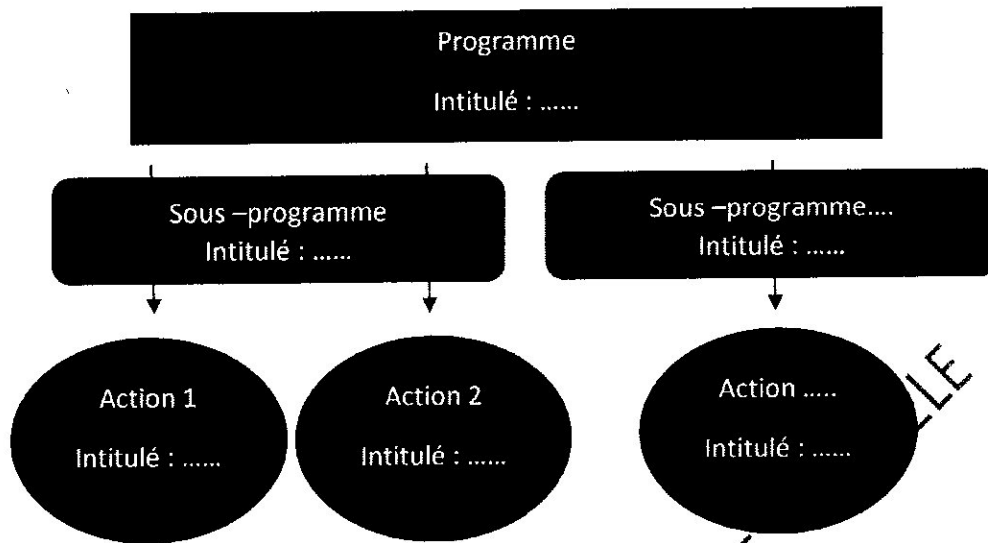 Programme
Intitulé : ......
Sous –programme
Intitulé : ......
Sous –programme....
Intitulé : ......
Action 1
Intitulé : ......
Action 2
Intitulé : ......
Action .....
Intitulé : ......